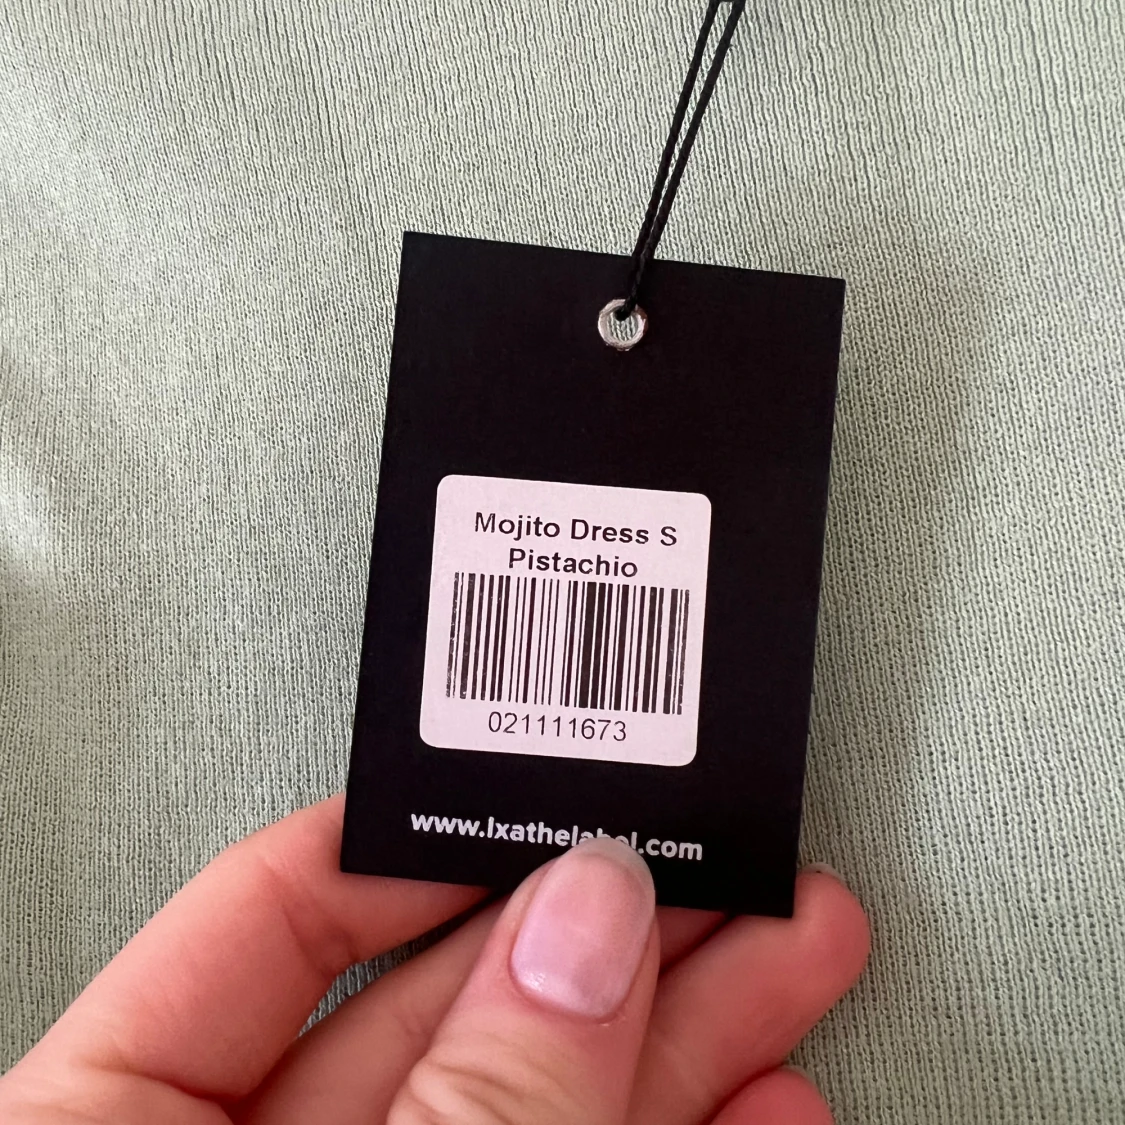 Mojito Dress S
Pistachio
021111673
www.lxathelabel.com